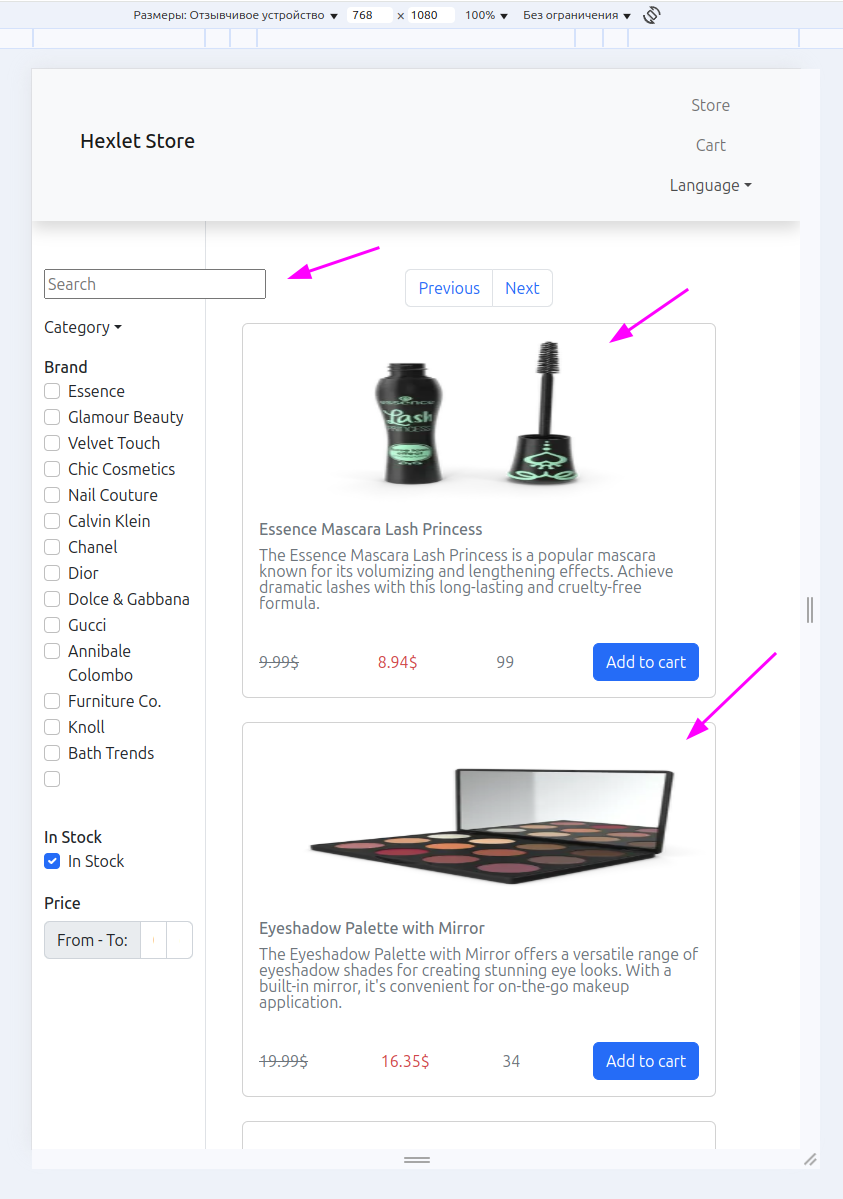 Размеры: Отзывчивое устройство ▼ 768 x 1080 100% ▼ Без ограничения ▼
Hexlet Store
Store
Cart
Language
Search
Category
Brand
Essence
Glamour Beauty
Velvet Touch
Chic Cosmetics
Nail Couture
Calvin Klein
Chanel
Dior
Dolce & Gabbana
Gucci
Annibale
Colombo
Furniture Co.
Knoll
Bath Trends
In Stock
In Stock
Price
From - To:
Previous Next
essence
Lash
PRINCESS
Essence Mascara Lash Princess
The Essence Mascara Lash Princess is a popular mascara
known for its volumizing and lengthening effects. Achieve
dramatic lashes with this long-lasting and cruelty-free
formula.
9.99$ 8.94$ 99 Add to cart
Eyeshadow Palette with Mirror
The Eyeshadow Palette with Mirror offers a versatile range of
eyeshadow shades for creating stunning eye looks. With a
built-in mirror, it's convenient for on-the-go makeup
application.
19.99$ 16.35$ 34 Add to cart